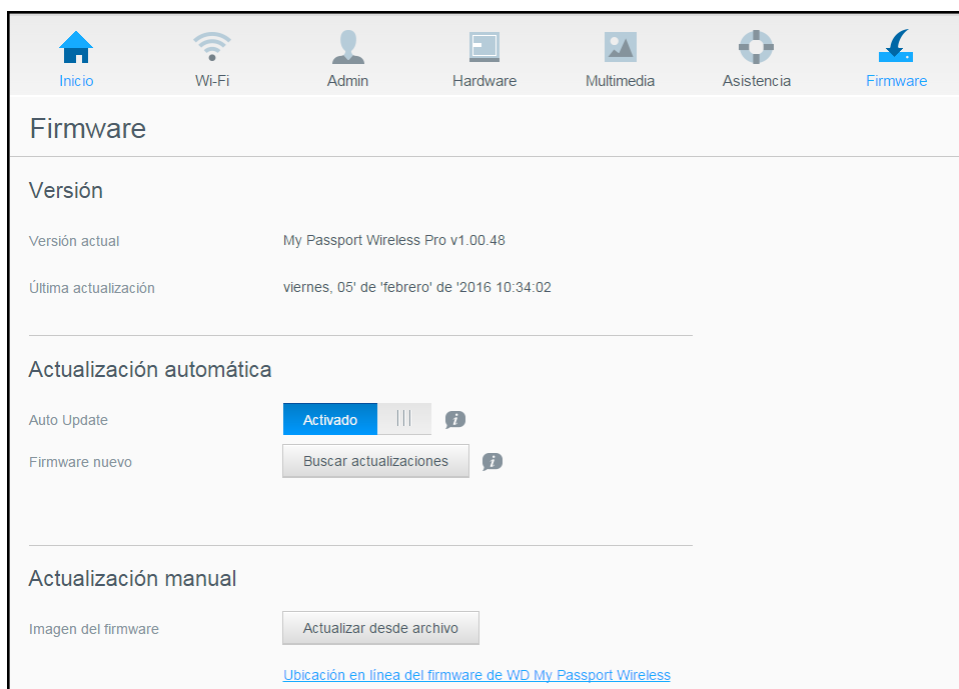 Inicio Wi-Fi Admin Hardware Multimedia Asistencia Firmware
Firmware
Versión
Versión actual My Passport Wireless Pro v1.00.48
Última actualización viernes, 05' de 'febrero' de '2016 10:34:02
Actualización automática
Auto Update Activado
Firmware nuevo Buscar actualizaciones
Actualización manual
Imagen del firmware Actualizar desde archivo
Ubicación en línea del firmware de WD My Passport Wireless